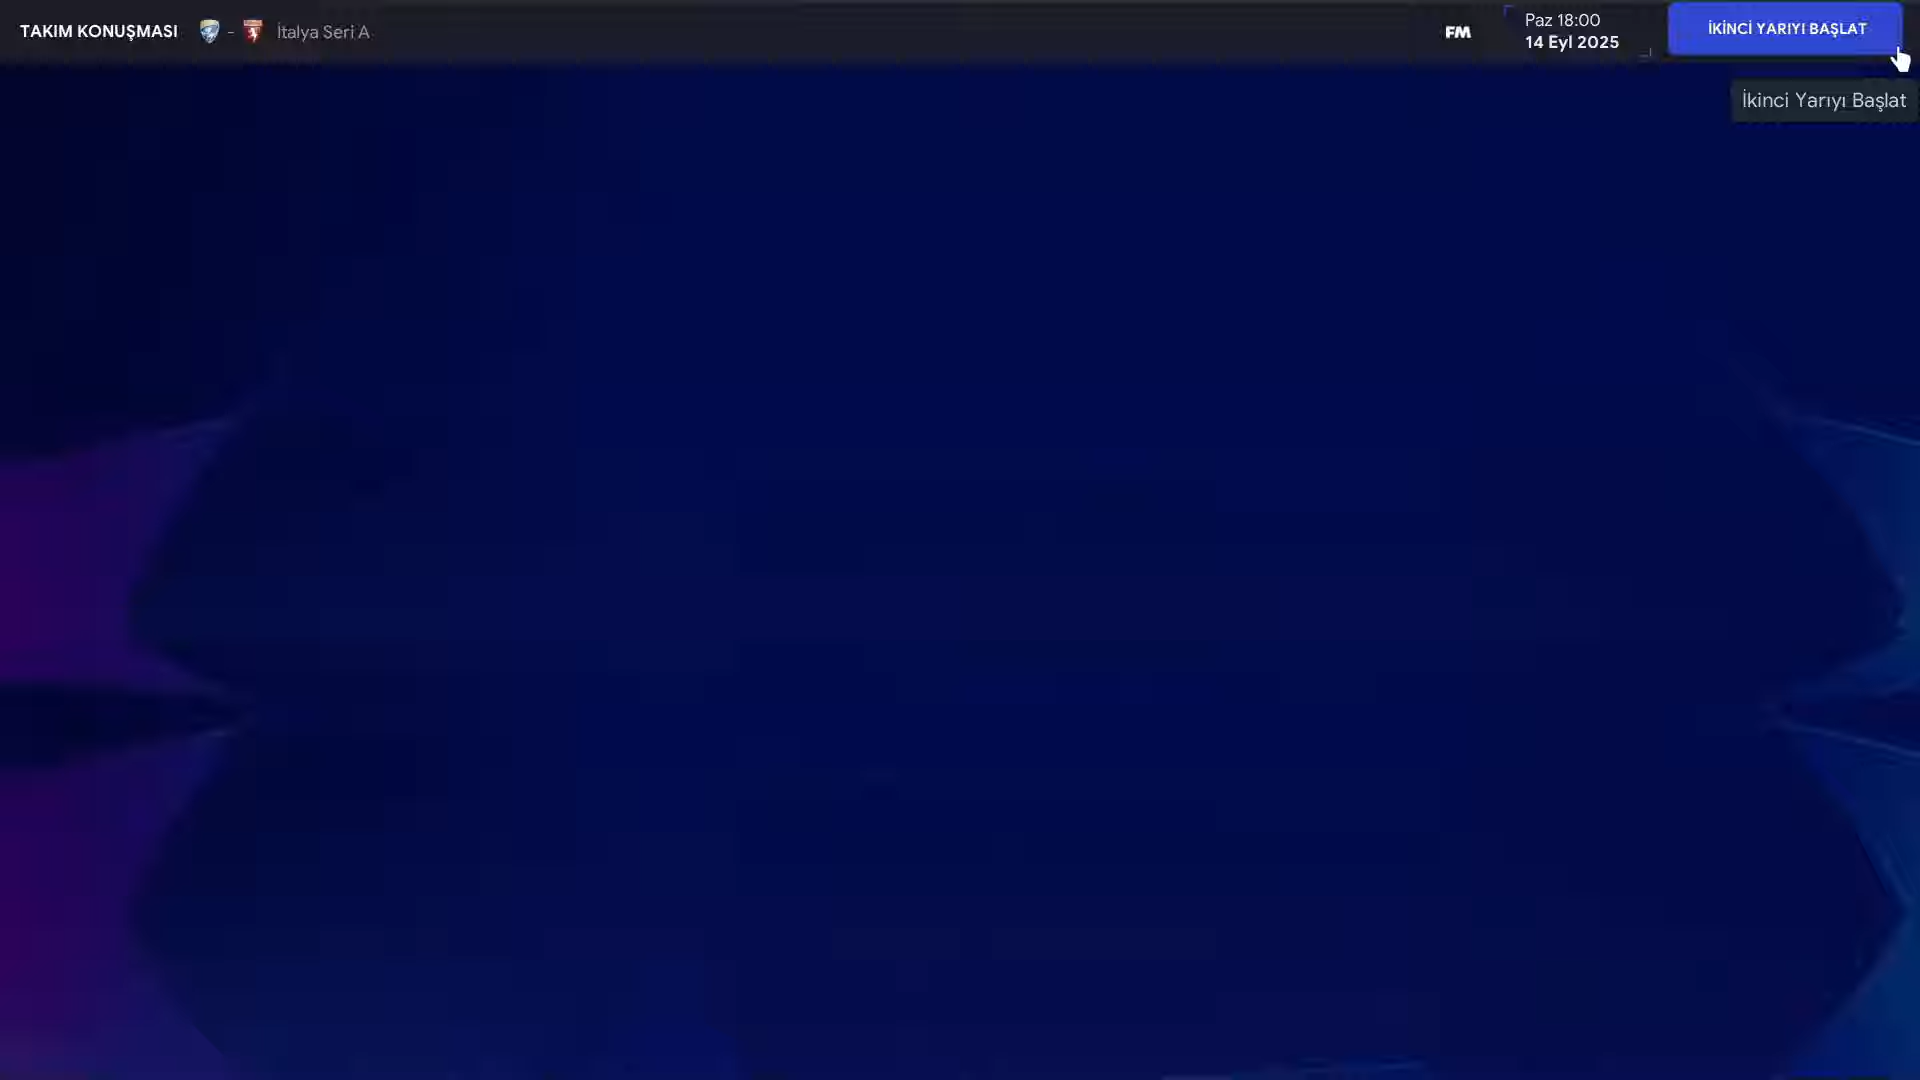 TAKIM KONUŞMASI - İtalya Seri A
FM
Paz 18:00
14 Eyl 2025
İKİNCİ YARIYI BAŞLAT
İkinci Yarıyı Başlat